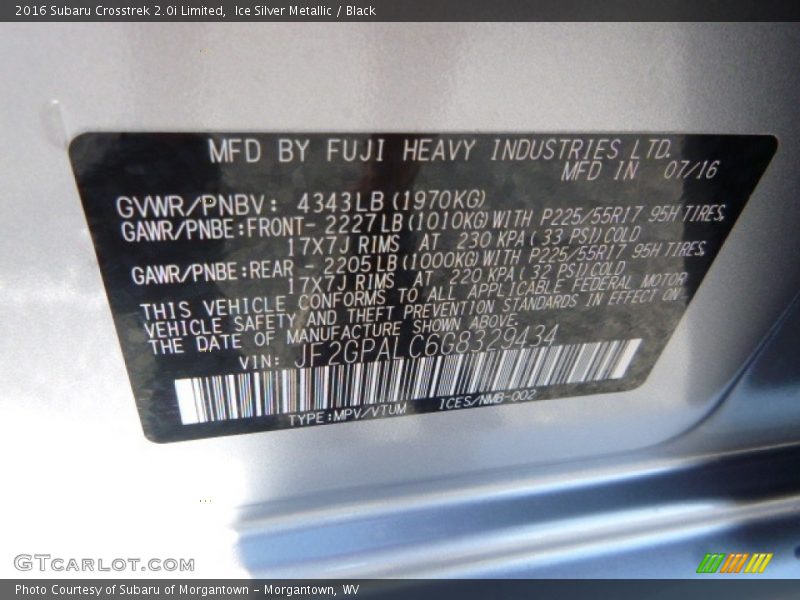 2016 Subaru Crosstrek 2.0i Limited,  Ice Silver Metallic / Black
MFD BY FUJI HEAVY INDUSTRIES LTD.
MFD IN 07/16
GVWR/PNBV: 4343LB(1970KG)
GAWR/PNBE:FRONT- 2227LB(1010KG)WITH P225/55R17 95H TIRES,
17X7J RIMS AT 230 KPA(33 PSI)COLD
GAWR/PNBE:REAR - 2205LB(1000KG)WITH P225/55R17 95H TIRES,
17X7J RIMS AT 220 KPA(32 PSI)COLD
THIS VEHICLE CONFORMS TO ALL APPLICABLE FEDERAL MOTOR
VEHICLE SAFETY AND THEFT PREVENTION STANDARDS IN EFFECT ON
THE DATE OF MANUFACTURE SHOWN ABOVE.
VIN: JF2GPALC6G8329434
TYPE:MPV/VTUM ICES/NMB-002
GTCARLOT.COM
Photo Courtesy of Subaru of Morgantown - Morgantown, WV